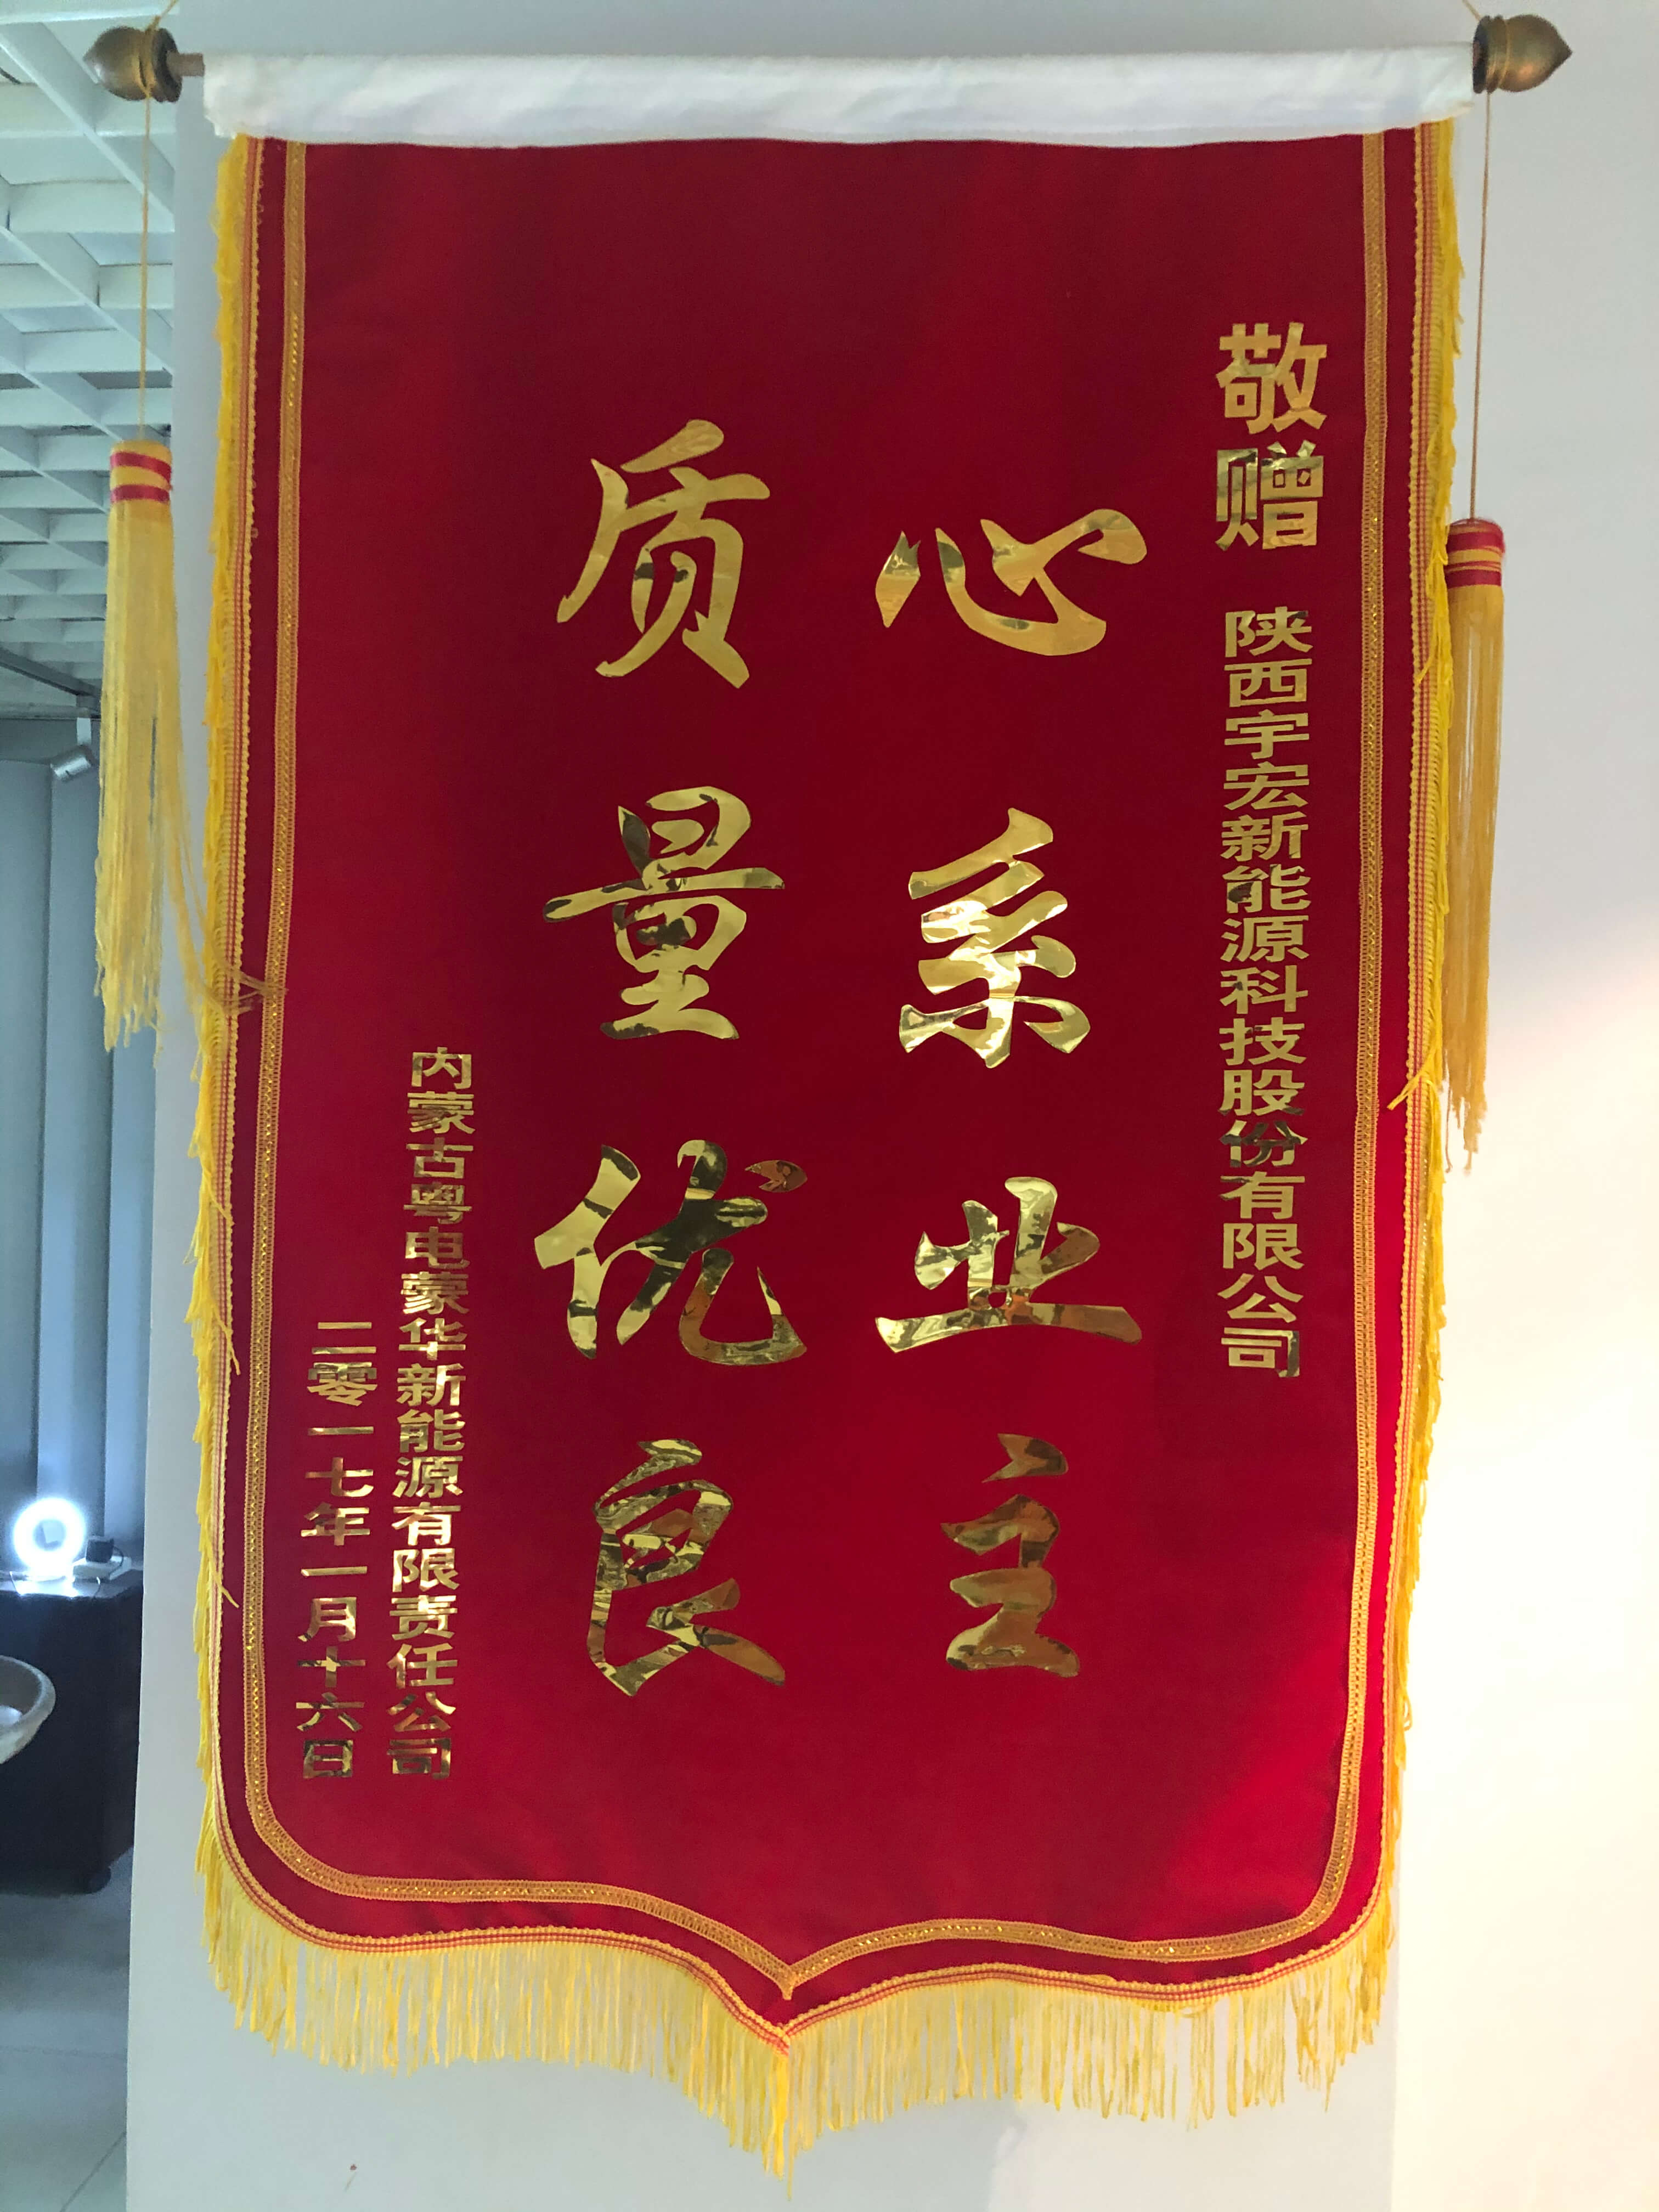 敬赠 陕西宇宏新能源科技股份有限公司
心系业主
质量优良
内蒙古粤电蒙华新能源有限责任公司
二零一七年一月十六日